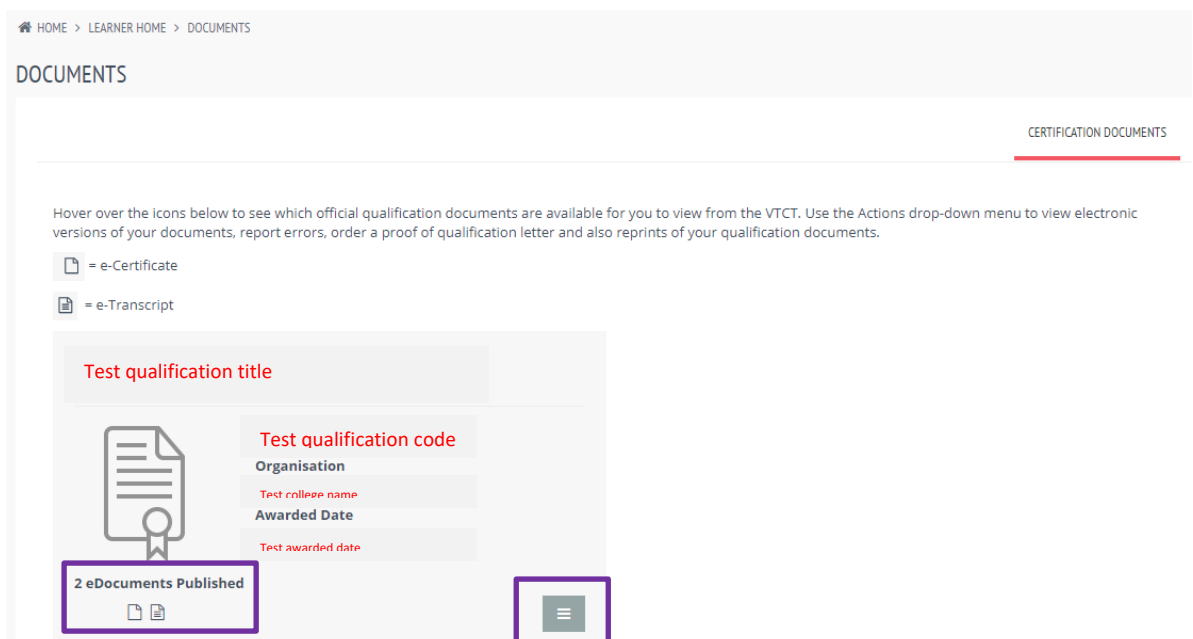 HOME > LEARNER HOME > DOCUMENTS
DOCUMENTS
CERTIFICATION DOCUMENTS
Hover over the icons below to see which official qualification documents are available for you to view from the VTCT. Use the Actions drop-down menu to view electronic
versions of your documents, report errors, order a proof of qualification letter and also reprints of your qualification documents.
= e-Certificate
= e-Transcript
Test qualification title
Test qualification code
Organisation
Test college name
Awarded Date
Test awarded date
2 eDocuments Published